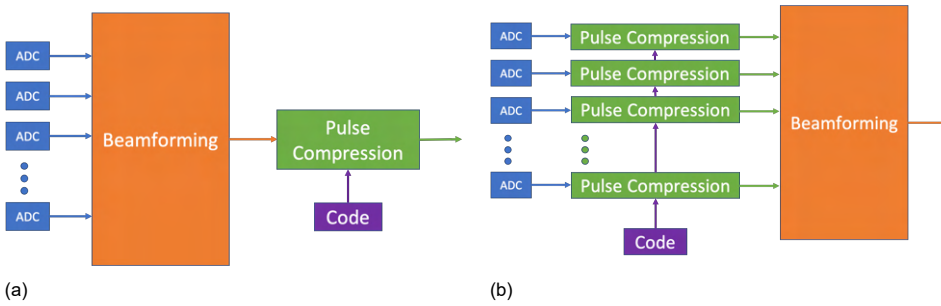 ADC
ADC
ADC
ADC
Beamforming
Pulse
Compression
Code
(a)
ADC
Pulse Compression
ADC
Pulse Compression
ADC
Pulse Compression
ADC
Pulse Compression
Code
Beamforming
(b)